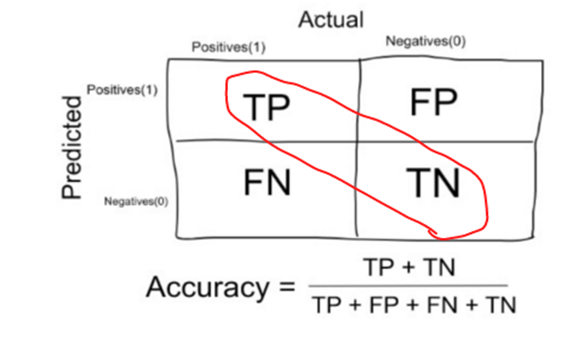 Actual
Positives(1) Negatives(0)
Predicted
Positives(1) TP FP
Negatives(0) FN TN
Accuracy = TP + TN
TP + FP + FN + TN